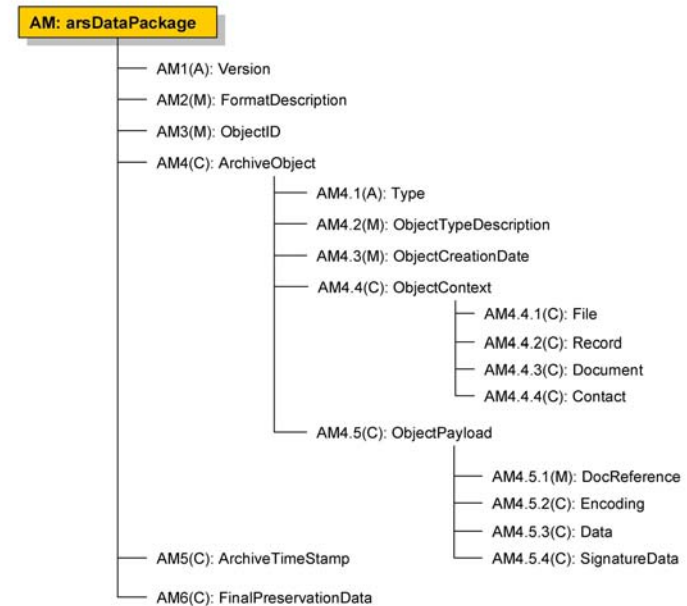 AM: arsDataPackage
AM1(A): Version
AM2(M): FormatDescription
AM3(M): ObjectID
AM4(C): ArchiveObject
AM4.1(A): Type
AM4.2(M): ObjectTypeDescription
AM4.3(M): ObjectCreationDate
AM4.4(C): ObjectContext
AM4.4.1(C): File
AM4.4.2(C): Record
AM4.4.3(C): Document
AM4.4.4(C): Contact
AM4.5(C): ObjectPayload
AM4.5.1(M): DocReference
AM4.5.2(C): Encoding
AM4.5.3(C): Data
AM4.5.4(C): SignatureData
AM5(C): ArchiveTimeStamp
AM6(C): FinalPreservationData